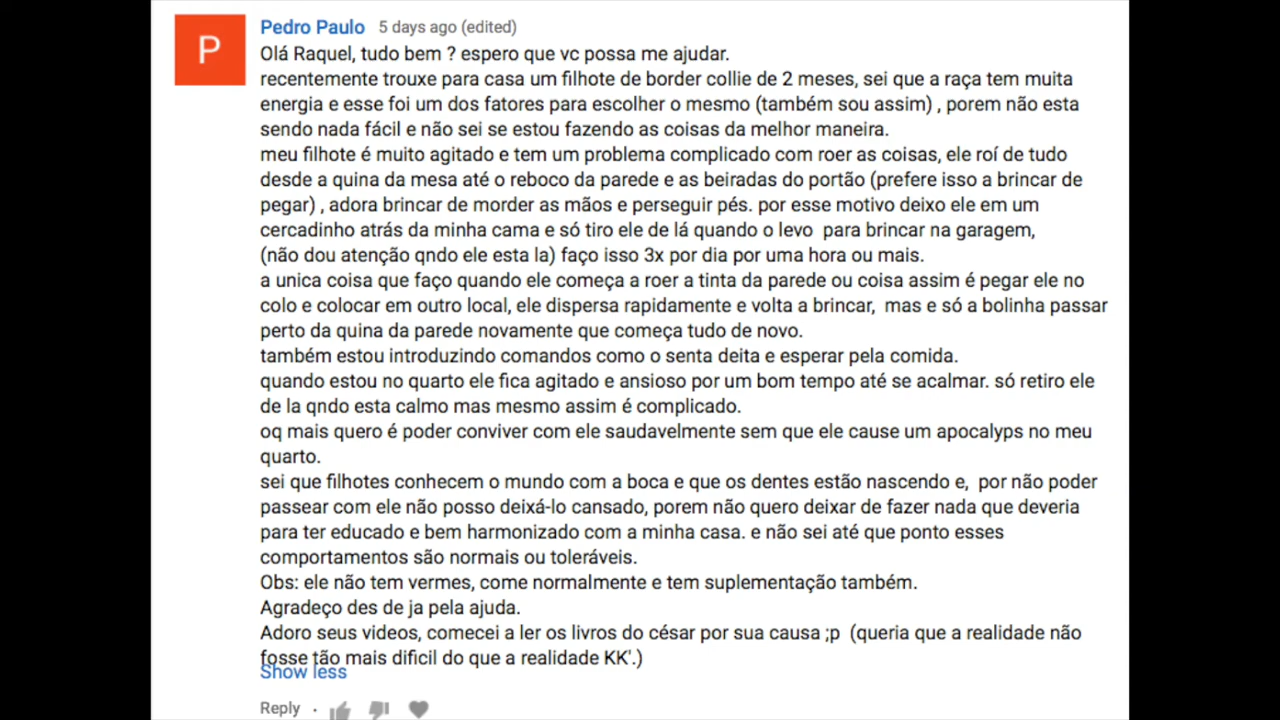 P
Pedro Paulo 5 days ago (edited)
Olá Raquel, tudo bem ? espero que vc possa me ajudar.
recentemente trouxe para casa um filhote de border collie de 2 meses, sei que a raça tem muita
energia e esse foi um dos fatores para escolher o mesmo (também sou assim) , porem não esta
sendo nada fácil e não sei se estou fazendo as coisas da melhor maneira.
meu filhote é muito agitado e tem um problema complicado com roer as coisas, ele roí de tudo
desde a quina da mesa até o reboco da parede e as beiradas do portão (prefere isso a brincar de
pegar) , adora brincar de morder as mãos e perseguir pés. por esse motivo deixo ele em um
cercadinho atrás da minha cama e só tiro ele de lá quando o levo  para brincar na garagem,
(não dou atenção qndo ele esta la) faço isso 3x por dia por uma hora ou mais.
a unica coisa que faço quando ele começa a roer a tinta da parede ou coisa assim é pegar ele no
colo e colocar em outro local, ele dispersa rapidamente e volta a brincar,  mas e só a bolinha passar
perto da quina da parede novamente que começa tudo de novo.
também estou introduzindo comandos como o senta deita e esperar pela comida.
quando estou no quarto ele fica agitado e ansioso por um bom tempo até se acalmar. só retiro ele
de la qndo esta calmo mas mesmo assim é complicado.
oq mais quero é poder conviver com ele saudavelmente sem que ele cause um apocalyps no meu
quarto.
sei que filhotes conhecem o mundo com a boca e que os dentes estão nascendo e,  por não poder
passear com ele não posso deixá-lo cansado, porem não quero deixar de fazer nada que deveria
para ter educado e bem harmonizado com a minha casa. e não sei até que ponto esses
comportamentos são normais ou toleráveis.
Obs: ele não tem vermes, come normalmente e tem suplementação também.
Agradeço des de ja pela ajuda.
Adoro seus videos, comecei a ler os livros do césar por sua causa ;p  (queria que a realidade não
fosse tão mais dificil do que a realidade KK'.)
Show less
Reply ·